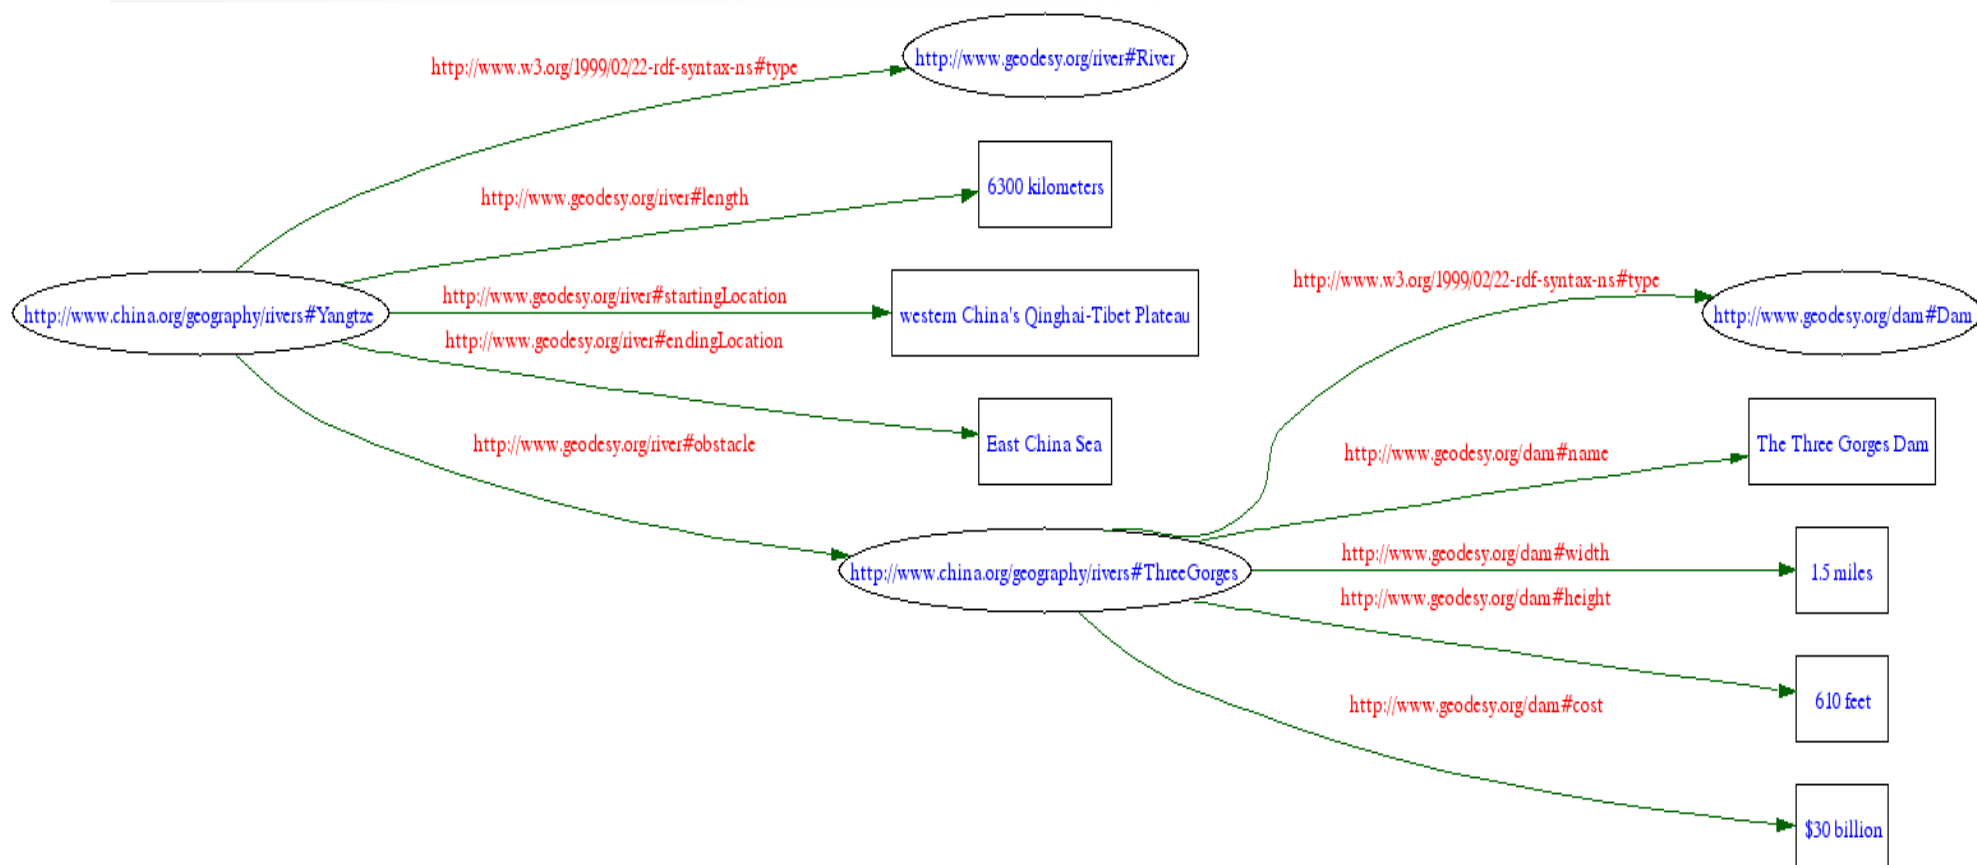 http://www.w3.org/1999/02/22-rdf-syntax-ns#type
http://www.geodesy.org/river#River
http://www.geodesy.org/river#length
6300 kilometers
http://www.china.org/geography/rivers#Yangtze
http://www.geodesy.org/river#startingLocation
western China's Qinghai-Tibet Plateau
http://www.geodesy.org/river#endingLocation
East China Sea
http://www.geodesy.org/river#obstacle
http://www.china.org/geography/rivers#ThreeGorges
http://www.w3.org/1999/02/22-rdf-syntax-ns#type
http://www.geodesy.org/dam#Dam
http://www.geodesy.org/dam#name
The Three Gorges Dam
http://www.geodesy.org/dam#width
1.5 miles
http://www.geodesy.org/dam#height
610 feet
http://www.geodesy.org/dam#cost
$30 billion